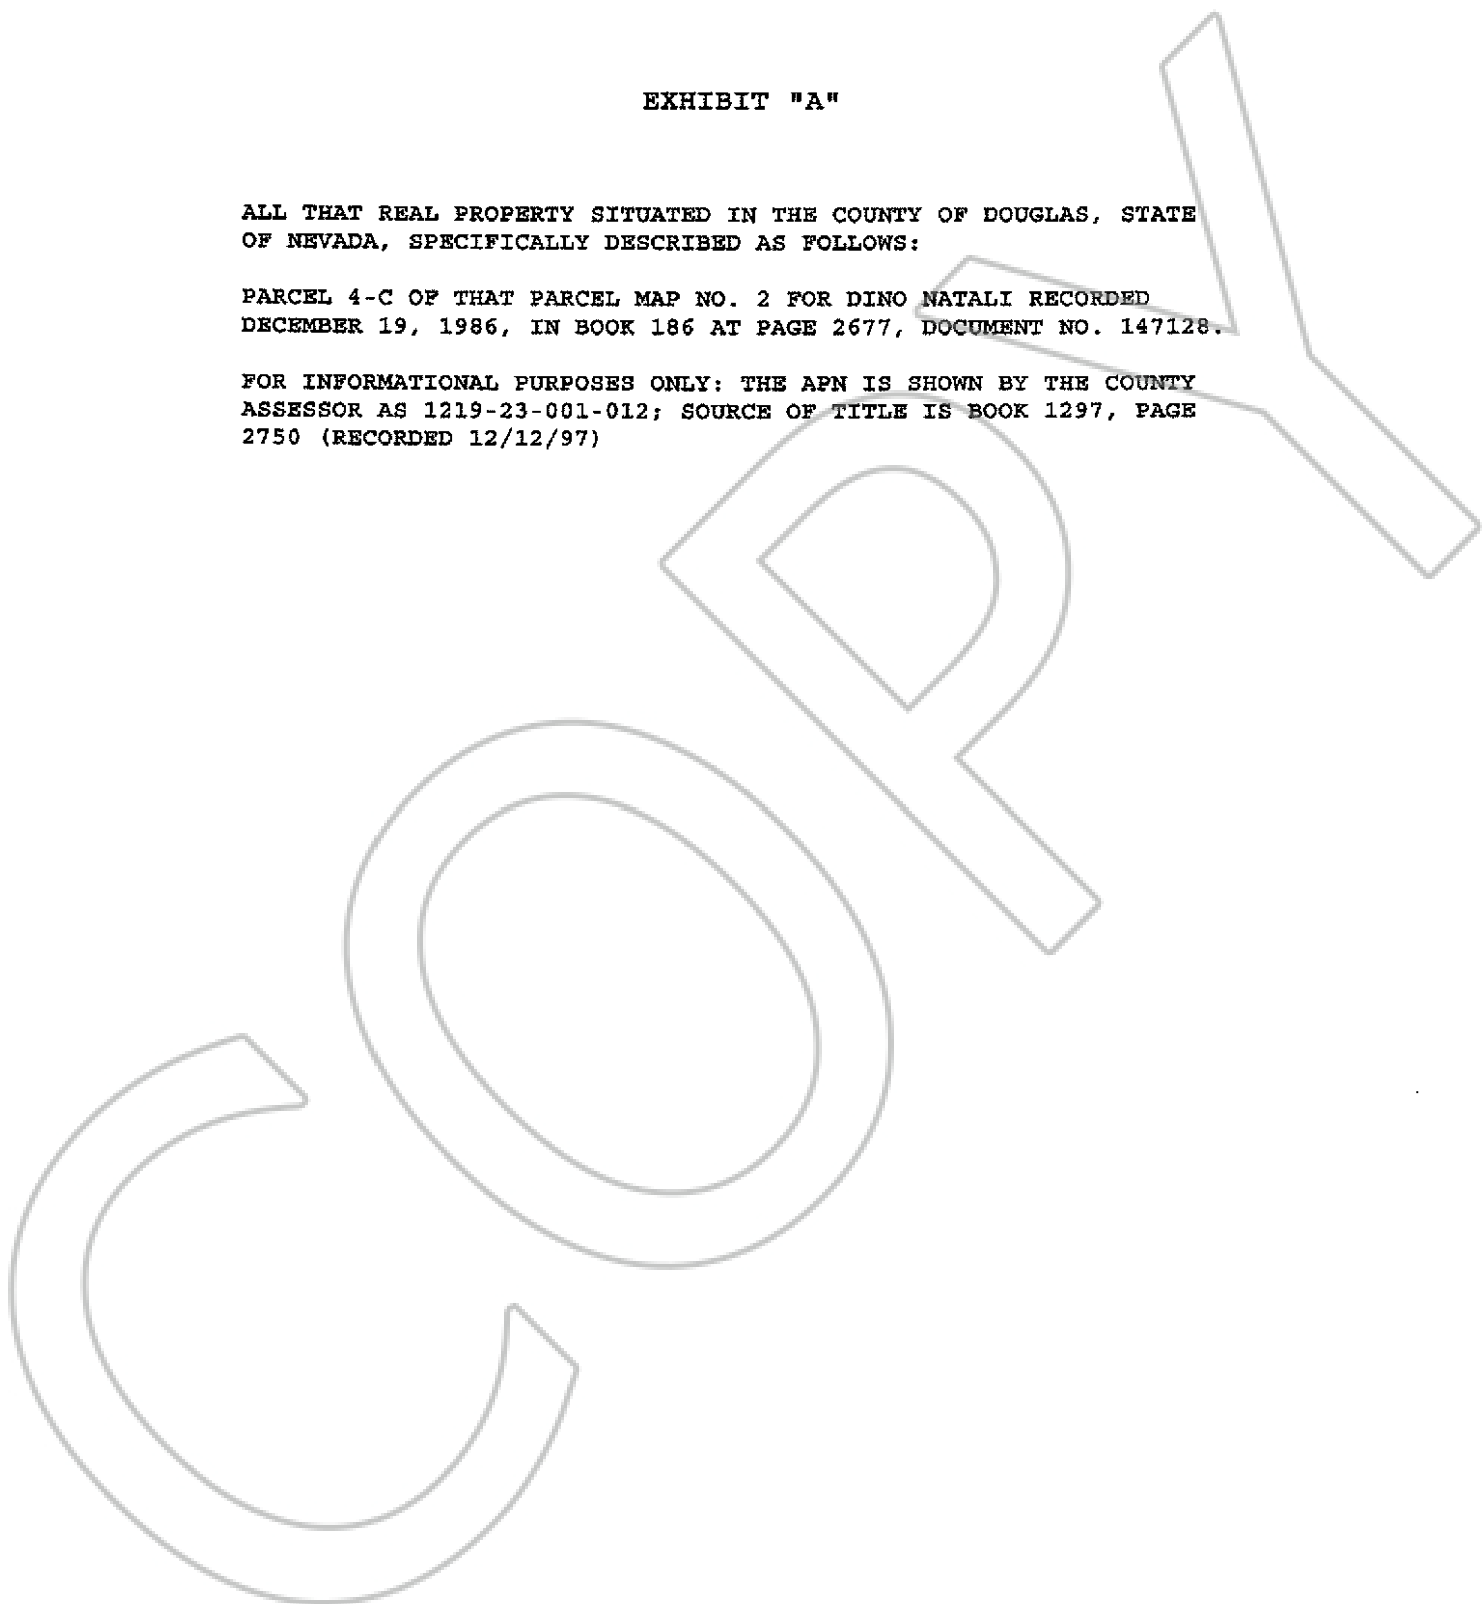 EXHIBIT "A"
ALL THAT REAL PROPERTY SITUATED IN THE COUNTY OF DOUGLAS, STATE
OF NEVADA, SPECIFICALLY DESCRIBED AS FOLLOWS:
PARCEL 4-C OF THAT PARCEL MAP NO. 2 FOR DINO NATALI RECORDED
DECEMBER 19, 1986, IN BOOK 186 AT PAGE 2677, DOCUMENT NO. 147128.
FOR INFORMATIONAL PURPOSES ONLY: THE APN IS SHOWN BY THE COUNTY
ASSESSOR AS 1219-23-001-012; SOURCE OF TITLE IS BOOK 1297, PAGE
2750 (RECORDED 12/12/97)
COPY